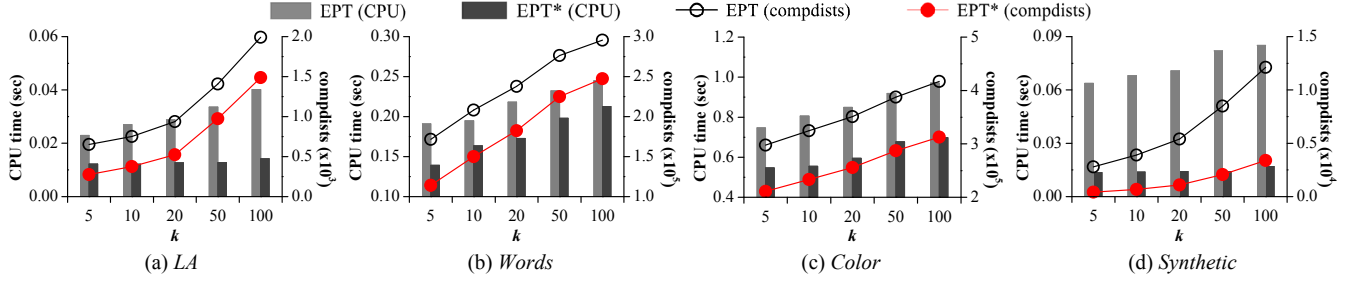 EPT (CPU) EPT* (CPU) EPT (compdists) EPT* (compdists)
CPU time (sec)
0.06
0.04
0.02
0.00
5 10 20 50 100
k
2.0
1.5
1.0
0.5
0.0
compdists (x10³)
(a) LA
CPU time (sec)
0.30
0.25
0.20
0.15
0.10
5 10 20 50 100
k
3.0
2.5
2.0
1.5
1.0
compdists (x10⁵)
(b) Words
CPU time (sec)
1.2
1.0
0.8
0.6
0.4
5 10 20 50 100
k
5
4
3
2
compdists (x10⁵)
(c) Color
CPU time (sec)
0.09
0.06
0.03
0.00
5 10 20 50 100
k
1.5
1.0
0.5
0.0
compdists (x10⁴)
(d) Synthetic